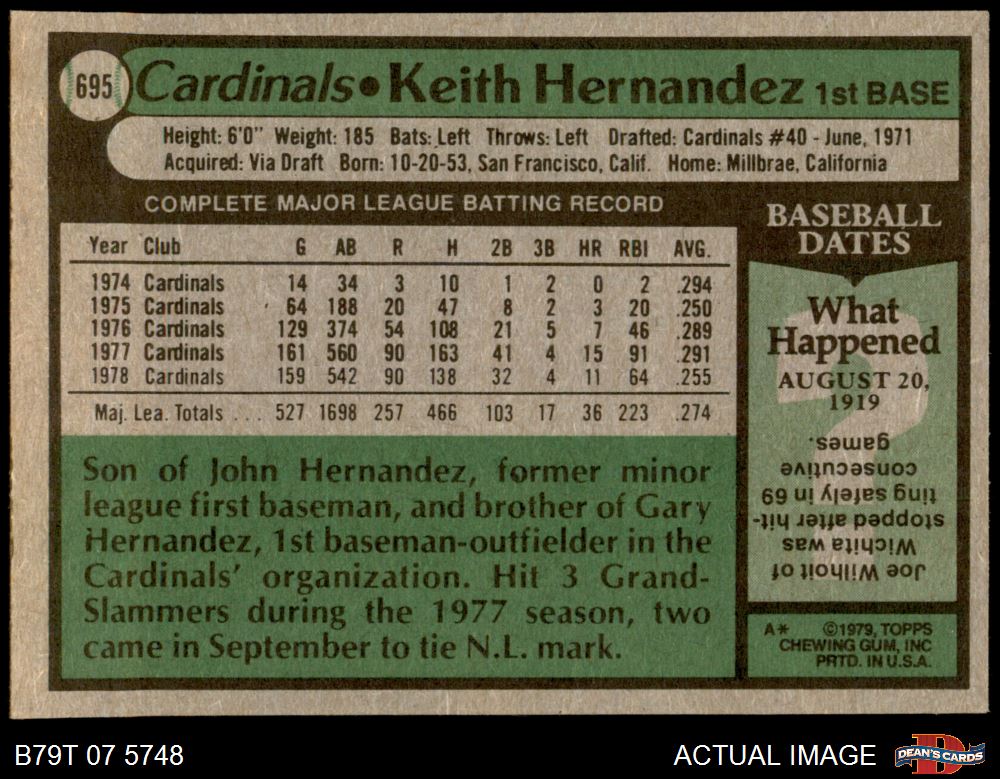 695
Cardinals • Keith Hernandez 1st BASE
Height: 6'0" Weight: 185 Bats: Left Throws: Left Drafted: Cardinals #40 - June, 1971
Acquired: Via Draft Born: 10-20-53, San Francisco, Calif. Home: Millbrae, California
COMPLETE MAJOR LEAGUE BATTING RECORD
Year Club G AB R H 2B 3B HR RBI AVG.
1974 Cardinals 14 34 3 10 1 2 0 2 .294
1975 Cardinals 64 188 20 47 8 2 3 20 .250
1976 Cardinals 129 374 54 108 21 5 7 46 .289
1977 Cardinals 161 560 90 163 41 4 15 91 .291
1978 Cardinals 159 542 90 138 32 4 11 64 .255
Maj. Lea. Totals . . . 527 1698 257 466 103 17 36 223 .274
Son of John Hernandez, former minor
league first baseman, and brother of Gary
Hernandez, 1st baseman-outfielder in the
Cardinals' organization. Hit 3 Grand-
Slammers during the 1977 season, two
came in September to tie N.L. mark.
BASEBALL
DATES
What
Happened
AUGUST 20,
1919
Joe Wilhoit of
Wichita was
stopped after hit-
ting safely in 69
consecutive
games.
A* ©1979, TOPPS
CHEWING GUM, INC
PRTD. IN U.S.A.
B79T 07 5748
ACTUAL IMAGE
D
DEAN'S CARDS